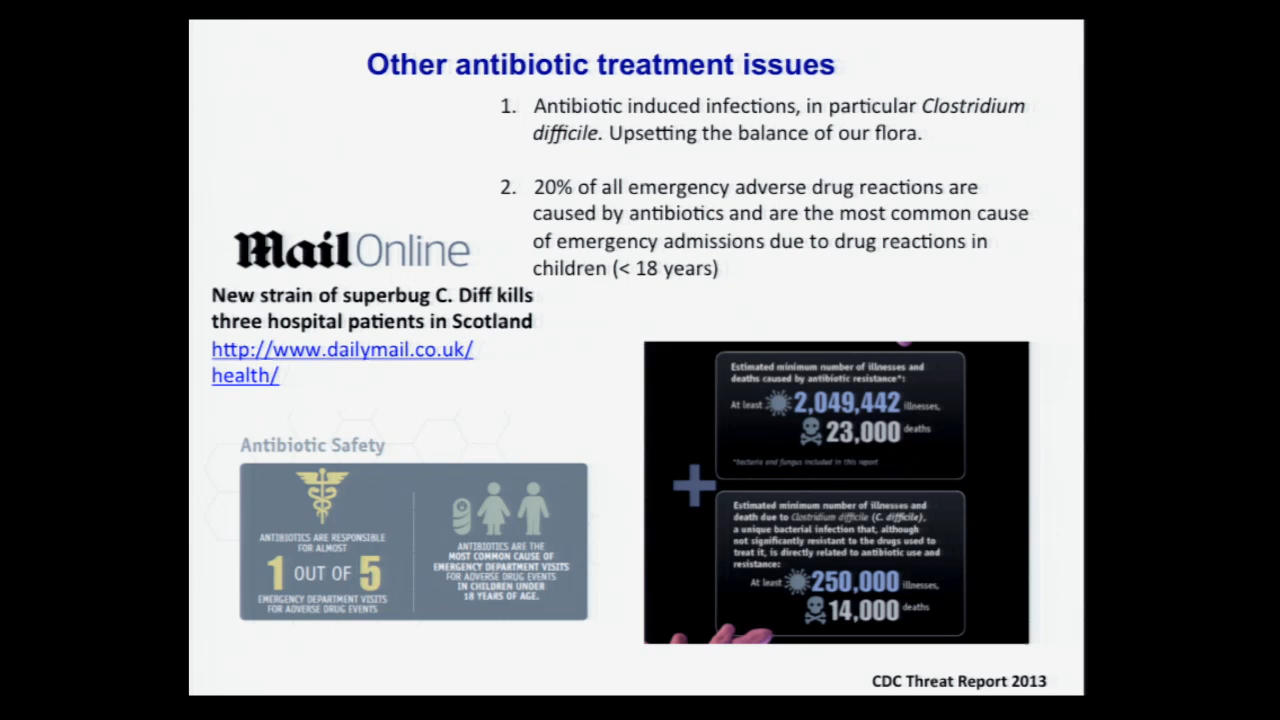 Other antibiotic treatment issues
1. Antibiotic induced infections, in particular Clostridium
difficile. Upsetting the balance of our flora.
2. 20% of all emergency adverse drug reactions are
caused by antibiotics and are the most common cause
of emergency admissions due to drug reactions in
children (< 18 years)
Mail Online
New strain of superbug C. Diff kills
three hospital patients in Scotland
http://www.dailymail.co.uk/
health/
Antibiotic Safety
ANTIBIOTICS ARE RESPONSIBLE
FOR ALMOST
1 OUT OF 5
EMERGENCY DEPARTMENT VISITS
FOR ADVERSE DRUG EVENTS
ANTIBIOTICS ARE THE
MOST COMMON CAUSE OF
EMERGENCY DEPARTMENT VISITS
FOR ADVERSE DRUG EVENTS
IN CHILDREN UNDER
18 YEARS OF AGE.
Estimated minimum number of illnesses and
deaths caused by antibiotic resistance*:
At least 2,049,442 illnesses,
23,000 deaths
*bacteria and fungus included in this report
+
Estimated minimum number of illnesses and
death due to Clostridium difficile (C. difficile),
a unique bacterial infection that, although
not significantly resistant to the drugs used to
treat it, is directly related to antibiotic use and
resistance:
At least 250,000 illnesses,
14,000 deaths
CDC Threat Report 2013